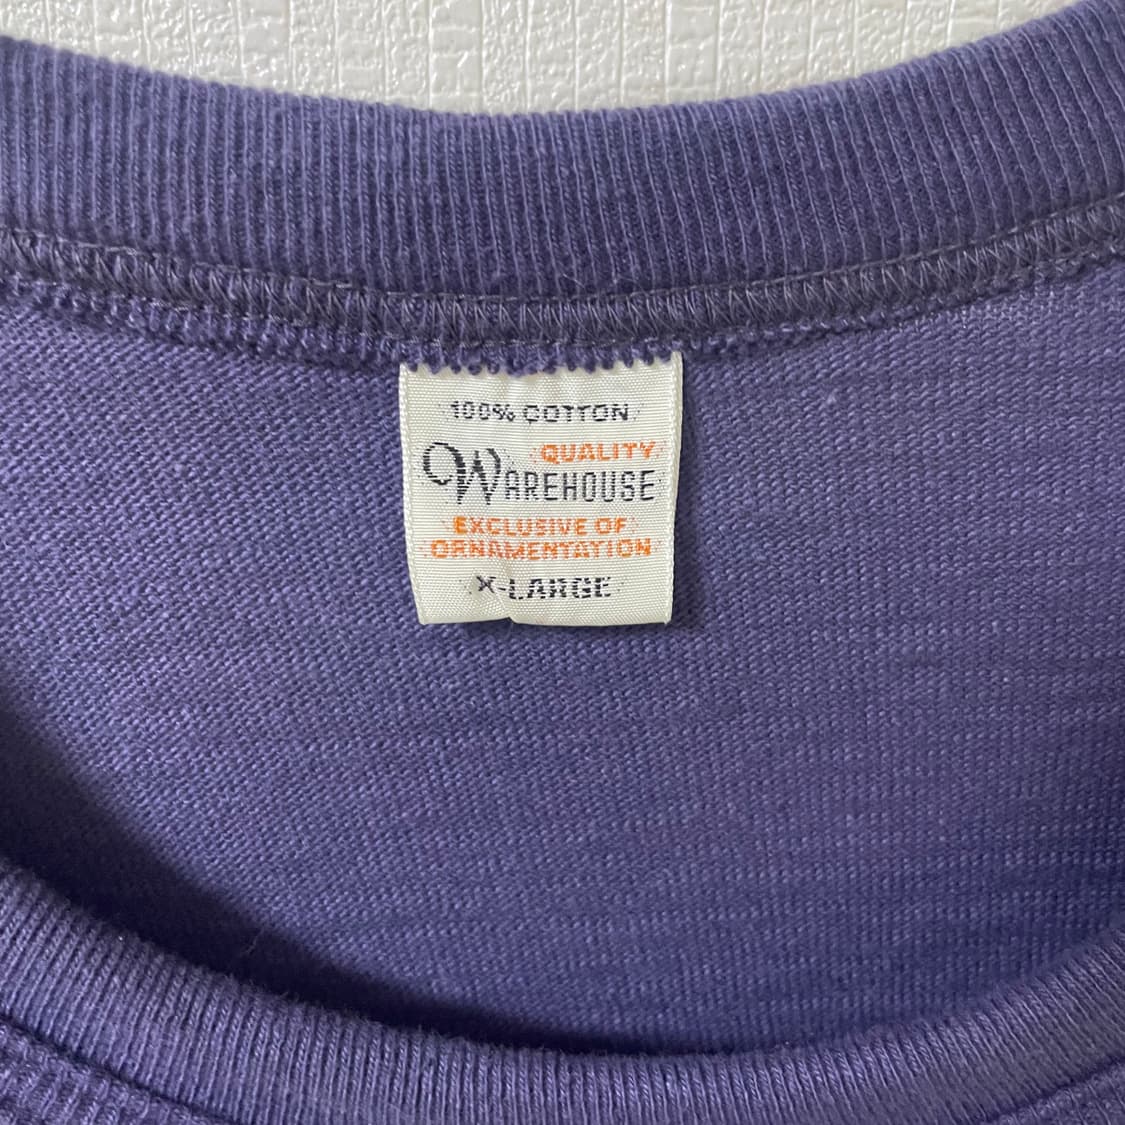 100% COTTON
QUALITY
WAREHOUSE
EXCLUSIVE OF
ORNAMENTATION
X-LARGE